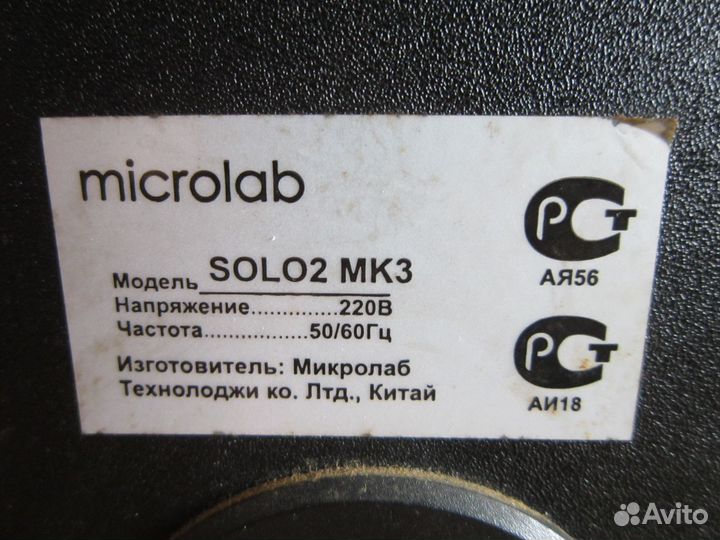 microlab
Модель SOLO2 MK3
Напряжение..............220В
Частота..................50/60Гц
Изготовитель: Микролаб
Технолоджи ко. Лтд., Китай
РСТ
АЯ56
РСТ
АИ18
Avito